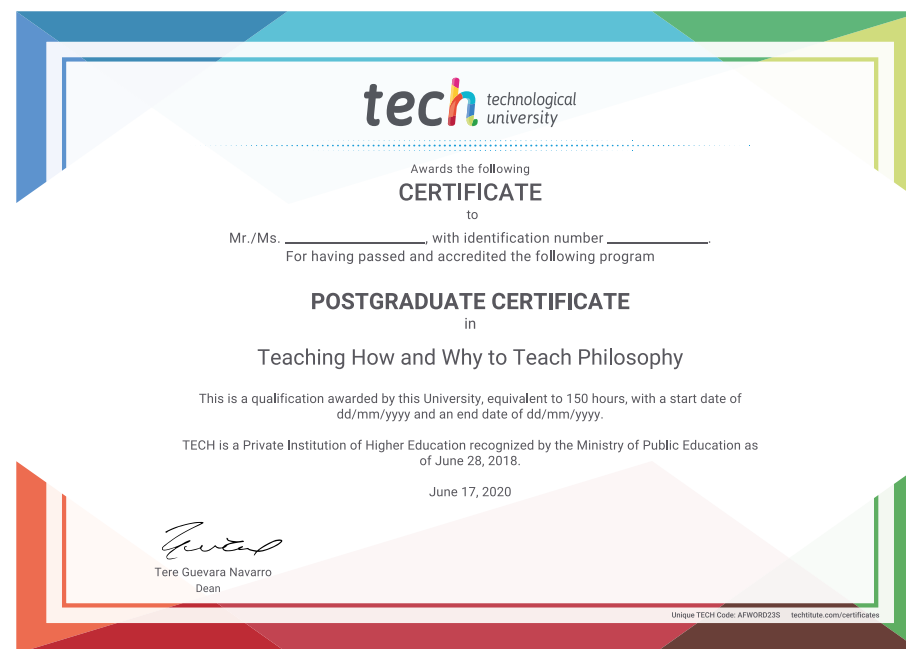 tech technological
university
Awards the following
CERTIFICATE
to
Mr./Ms. ____________________, with identification number ______________.
For having passed and accredited the following program
POSTGRADUATE CERTIFICATE
in
Teaching How and Why to Teach Philosophy
This is a qualification awarded by this University, equivalent to 150 hours, with a start date of
dd/mm/yyyy and an end date of dd/mm/yyyy.
TECH is a Private Institution of Higher Education recognized by the Ministry of Public Education as
of June 28, 2018.
June 17, 2020
Tere Guevara Navarro
Dean
Unique TECH Code: AFWORD23S techtitute.com/certificates